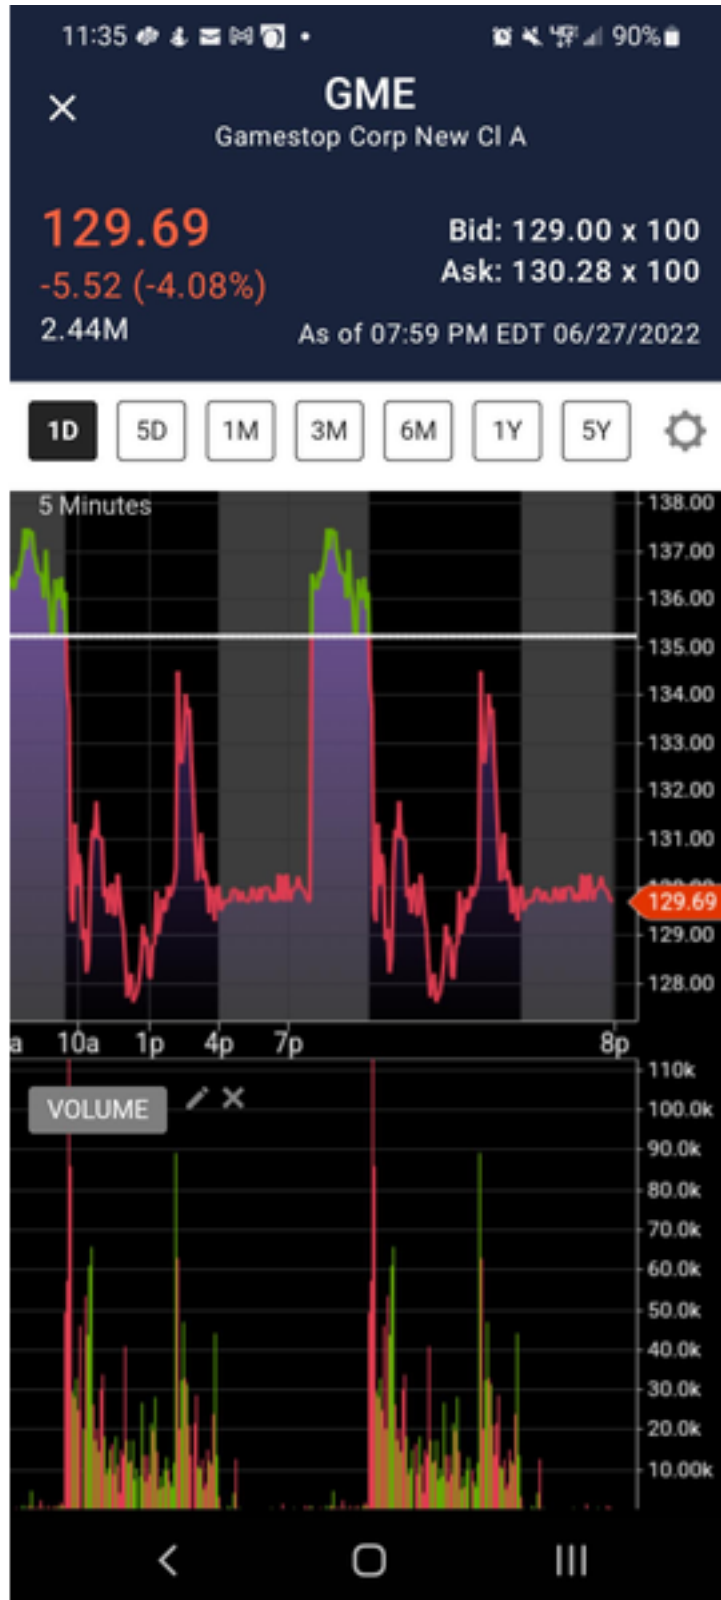 11:35 90%
GME
Gamestop Corp New Cl A
129.69
Bid: 129.00 x 100
-5.52 (-4.08%)
Ask: 130.28 x 100
2.44M
As of 07:59 PM EDT 06/27/2022
1D 5D 1M 3M 6M 1Y 5Y
5 Minutes
138.00
137.00
136.00
135.00
134.00
133.00
132.00
131.00
129.69
129.00
128.00
a 10a 1p 4p 7p 8p
VOLUME
110k
100.0k
90.0k
80.0k
70.0k
60.0k
50.0k
40.0k
30.0k
20.0k
10.00k